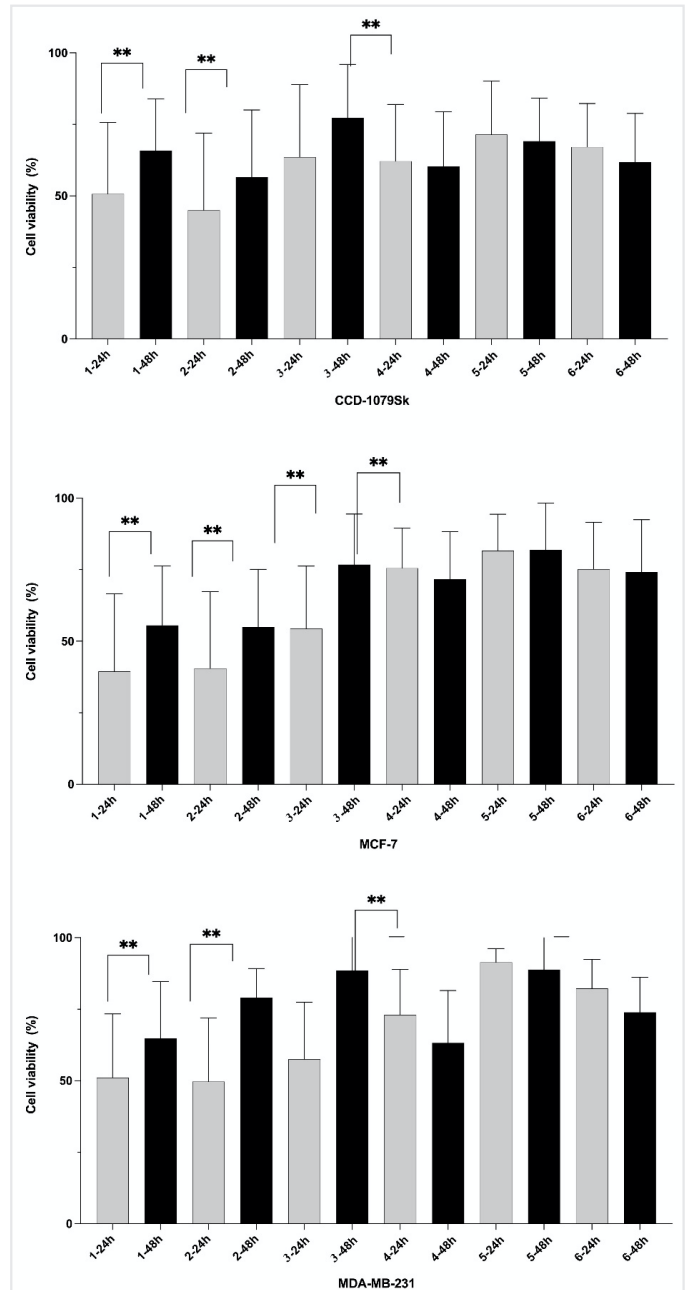 **
**
**
100
50
0
Cell viability (%)
1-24h
1-48h
2-24h
2-48h
3-24h
3-48h
4-24h
4-48h
5-24h
5-48h
6-24h
6-48h
CCD-1079Sk
**
**
**
**
100
50
0
Cell viability (%)
1-24h
1-48h
2-24h
2-48h
3-24h
3-48h
4-24h
4-48h
5-24h
5-48h
6-24h
6-48h
MCF-7
**
**
**
100
50
0
Cell viability (%)
1-24h
1-48h
2-24h
2-48h
3-24h
3-48h
4-24h
4-48h
5-24h
5-48h
6-24h
6-48h
MDA-MB-231